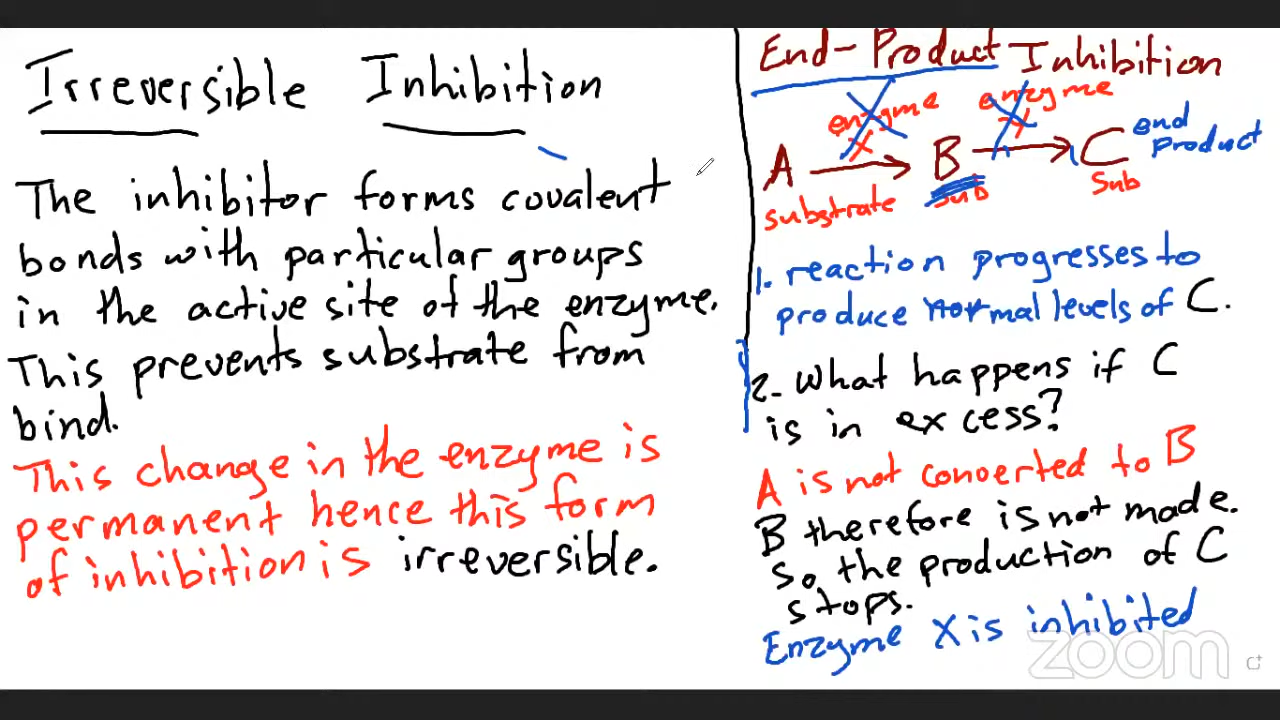 Irreversible Inhibition
The inhibitor forms covalent
bonds with particular groups
in the active site of the enzyme.
This prevents substrate from
bind.
This change in the enzyme is
permanent hence this form
of inhibition is irreversible.
End-Product Inhibition
enzyme enzyme
X Y
A B C end
product
substrate sub sub
1. reaction progresses to
produce normal levels of C.
2. What happens if C
is in excess?
A is not converted to B
B therefore is not made.
So the production of C
stops.
Enzyme X is inhibited
zoom